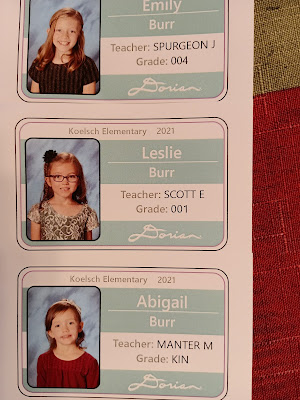 Emily
Burr
Teacher: SPURGEON J
Grade: 004
Dorian
Koelsch Elementary 2021
Leslie
Burr
Teacher: SCOTT E
Grade: 001
Dorian
Koelsch Elementary 2021
Abigail
Burr
Teacher: MANTER M
Grade: KIN
Dorian